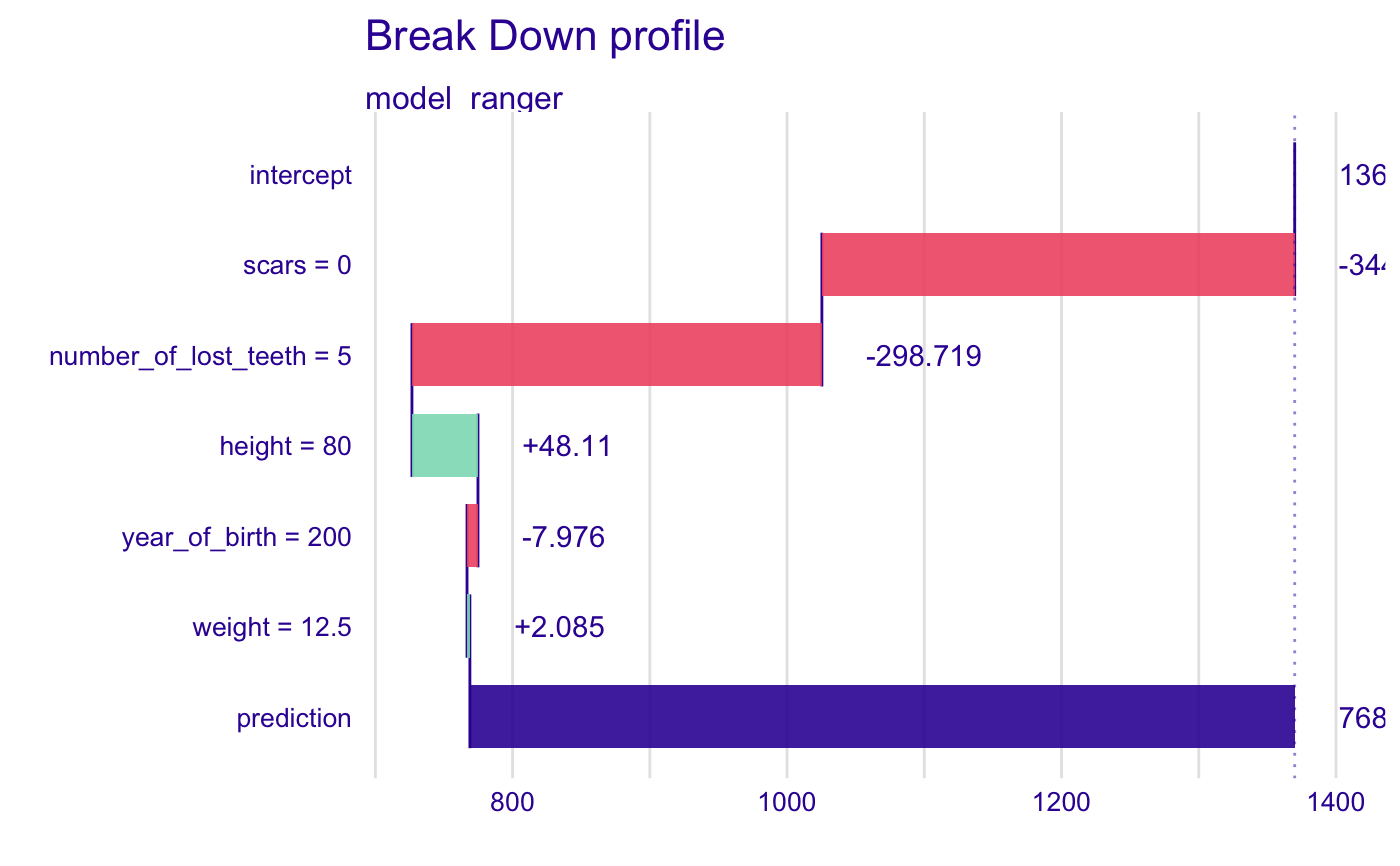 Break Down profile
model ranger
intercept 136
scars = 0 -344
number_of_lost_teeth = 5 -298.719
height = 80 +48.11
year_of_birth = 200 -7.976
weight = 12.5 +2.085
prediction 768
800 1000 1200 1400